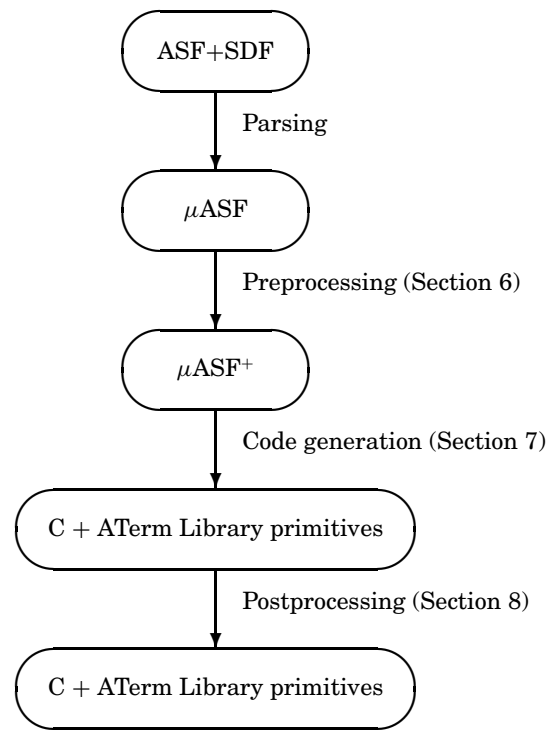 ASF+SDF
Parsing
μASF
Preprocessing (Section 6)
μASF⁺
Code generation (Section 7)
C + ATerm Library primitives
Postprocessing (Section 8)
C + ATerm Library primitives